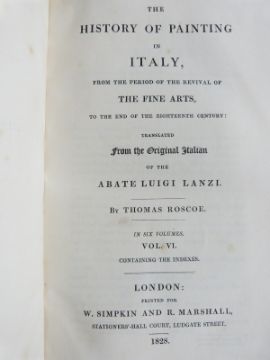 THE
HISTORY OF PAINTING
IN
ITALY,
FROM THE PERIOD OF THE REVIVAL OF
THE FINE ARTS,
TO THE END OF THE EIGHTEENTH CENTURY:
TRANSLATED
From the Original Italian
OF THE
ABATE LUIGI LANZI.
BY THOMAS ROSCOE.
IN SIX VOLUMES.
VOL. VI.
CONTAINING THE INDEXES.
LONDON:
PRINTED FOR
W. SIMPKIN AND R. MARSHALL,
STATIONERS'-HALL COURT, LUDGATE STREET.
1828.